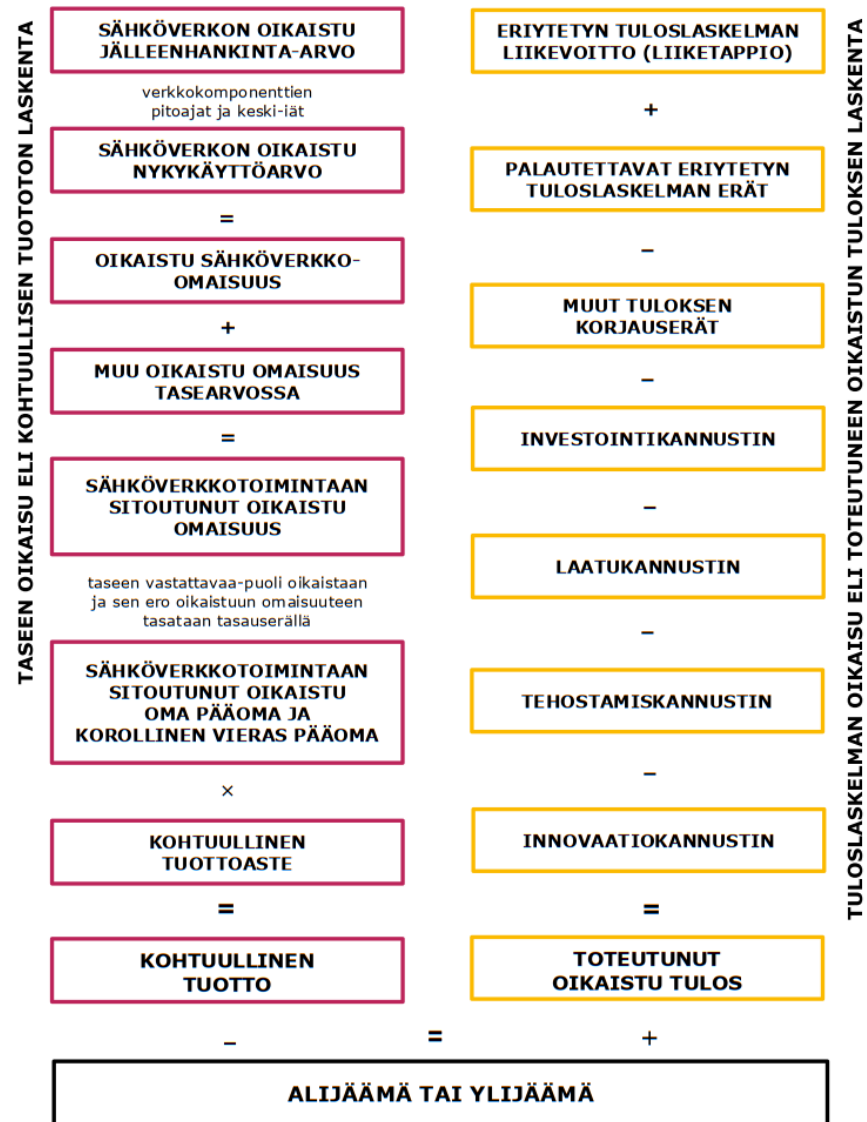 TASEEN OIKAISU ELI KOHTUULLISEN TUOTOTON LASKENTA
SÄHKÖVERKON OIKAISTU
JÄLLEENHANKINTA-ARVO
verkkokomponenttien
pitoajat ja keski-iät
SÄHKÖVERKON OIKAISTU
NYKYKÄYTTÖARVO
=
OIKAISTU SÄHKÖVERKKO-
OMAISUUS
+
MUU OIKAISTU OMAISUUS
TASEARVOSSA
=
SÄHKÖVERKKOTOIMINTAAN
SITOUTUNUT OIKAISTU
OMAISUUS
taseen vastattavaa-puoli oikaistaan
ja sen ero oikaistuun omaisuuteen
tasataan tasauserällä
SÄHKÖVERKKOTOIMINTAAN
SITOUTUNUT OIKAISTU
OMA PÄÄOMA JA
KOROLLINEN VIERAS PÄÄOMA
×
KOHTUULLINEN
TUOTTOASTE
=
KOHTUULLINEN
TUOTTO
ERIYTETYN TULOSLASKELMAN
LIIKEVOITTO (LIIKETAPPIO)
+
PALAUTETTAVAT ERIYTETYN
TULOSLASKELMAN ERÄT
–
MUUT TULOKSEN
KORJAUSERÄT
–
INVESTOINTIKANNUSTIN
–
LAATUKANNUSTIN
–
TEHOSTAMISKANNUSTIN
–
INNOVAATIOKANNUSTIN
=
TOTEUTUNUT
OIKAISTU TULOS
TULOSLASKELMAN OIKAISU ELI TOTEUTUNEEN OIKAISTUN TULOKSEN LASKENTA
– = +
ALIJÄÄMÄ TAI YLIJÄÄMÄ